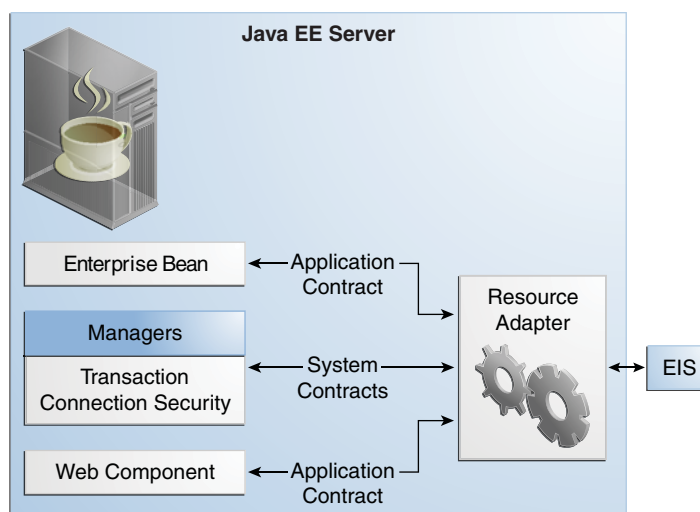 Java EE Server
Enterprise Bean
Application
Contract
Resource
Adapter
Managers
Transaction
Connection Security
System
Contracts
EIS
Web Component
Application
Contract